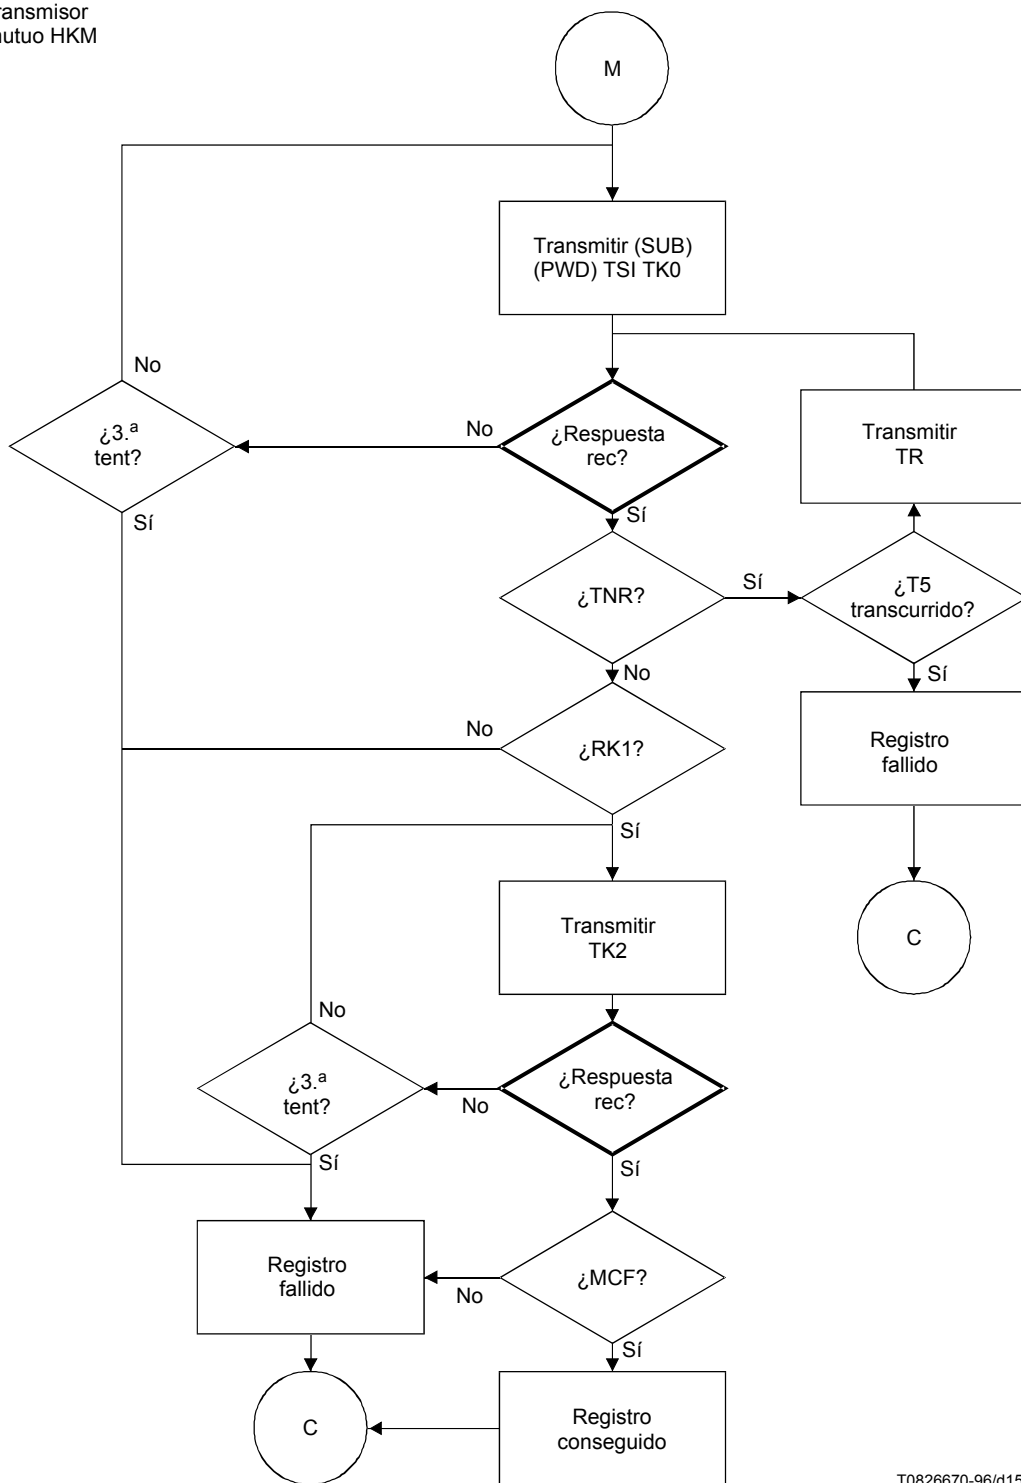 ransmisor
nutuo HKM
M
Transmitir (SUB)
(PWD) TSI TK0
No
¿3.ª
tent?
Sí
No
¿Respuesta
rec?
Sí
Transmitir
TR
¿TNR?
Sí
¿T5
transcurrido?
Sí
No
No
¿RK1?
Registro
fallido
Sí
Transmitir
TK2
C
No
¿3.ª
tent?
No
¿Respuesta
rec?
Sí
Sí
Registro
fallido
No
¿MCF?
Sí
C
Registro
conseguido
T0826670-96/d15